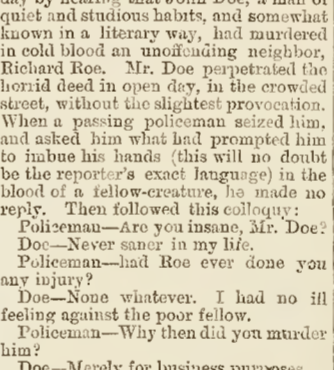 day by hearing that John Doe, a man of
quiet and studious habits, and somewhat
known in a literary way, had murdered
in cold blood an unoffending neighbor,
Richard Roe. Mr. Doe perpetrated the
horrid deed in open day, in the crowded
street, without the slightest provocation.
When a passing policeman seized him,
and asked him what had prompted him
to imbue his hands (this will no doubt
be the reporter's exact language) in the
blood of a fellow-creature, he made no
reply. Then followed this colloquy:
Policeman—Are you insane, Mr. Doe?
Doe—Never saner in my life.
Policeman—had Roe ever done you
any injury?
Doe—None whatever. I had no ill
feeling against the poor fellow.
Policeman—Why then did you murder
him?
Doe—Merely for business purposes.